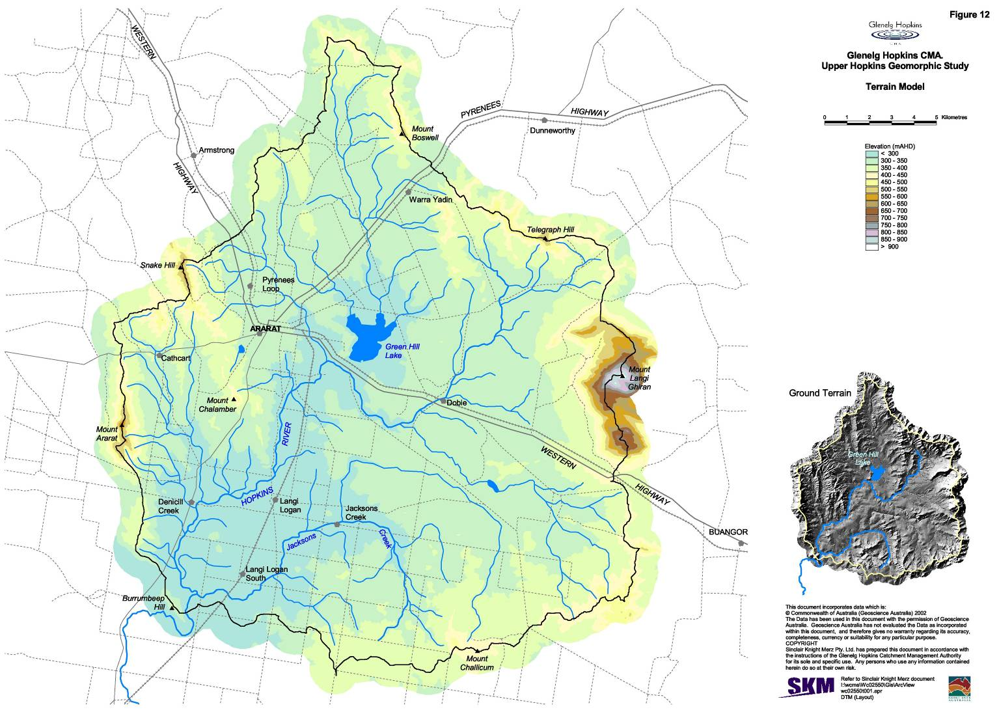 Figure 12
Glenelg Hopkins
CMA
Glenelg Hopkins CMA.
Upper Hopkins Geomorphic Study
Terrain Model
0 1 2 3 4 5 Kilometres
Elevation (mAHD)
< 300
300 - 350
350 - 400
400 - 450
450 - 500
500 - 550
550 - 600
600 - 650
650 - 700
700 - 750
750 - 800
800 - 850
850 - 900
> 900
WESTERN
HIGHWAY
PYRENEES
HIGHWAY
Dunneworthy
Mount
Boswell
Armstrong
Warra Yadin
Telegraph Hill
Snake Hill
Pyrenees
Loop
ARARAT
Green Hill
Lake
Cathcart
Mount
Langi
Ghiran
Mount
Chalamber
Dobie
Mount
Ararat
RIVER
WESTERN
HIGHWAY
HOPKINS
Denicill
Creek
Langi
Logan
Jacksons
Creek
Jacksons
Creek
BUANGOR
Langi Logan
South
Burrumbeep
Hill
Mount
Challicum
Ground Terrain
Green Hill
Lake
This document incorporates data which is:
© Commonwealth of Australia (Geoscience Australia) 2002
The Data has been used in this document with the permission of Geoscience
Australia. Geoscience Australia has not evaluated the Data as incorporated
within this document, and therefore gives no warranty regarding its accuracy,
completeness, currency or suitability for any particular purpose.
COPYRIGHT
Sinclair Knight Merz Pty. Ltd. has prepared this document in accordance with
the instructions of the Glenelg Hopkins Catchment Management Authority
for its sole and specific use. Any persons who use any information contained
herein do so at their own risk.
SKM
Refer to Sinclair Knight Merz document
I:\wcms\Wc02550\Gis\ArcView
wc02550t001.apr
DTM (Layout)